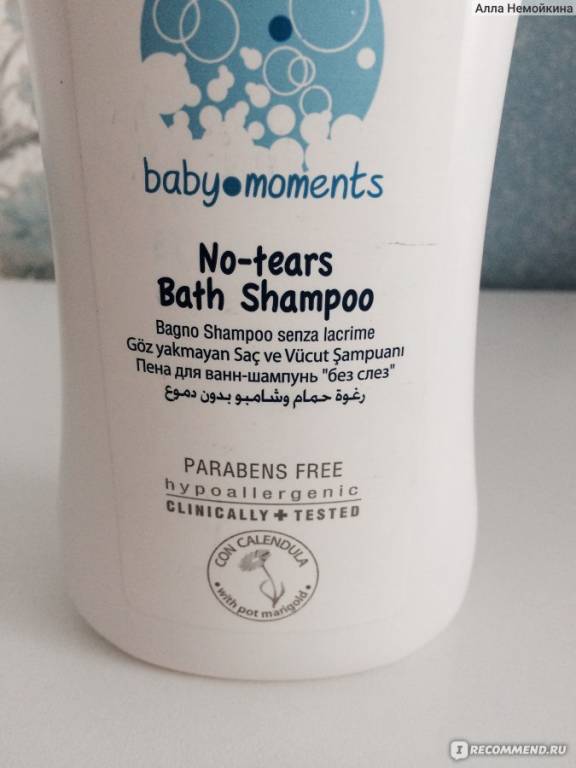 Алла Немойкина
baby moments
No-tears
Bath Shampoo
Bagno Shampoo senza lacrime
Göz yakmayan Saç ve Vücut Şampuanı
Пена для ванн-шампунь "без слез"
رغوة حمام وشامبو بدون دموع
PARABENS FREE
hypoallergenic
CLINICALLY + TESTED
CON CALENDULA
• with pot marigold •
I RECOMMEND.RU